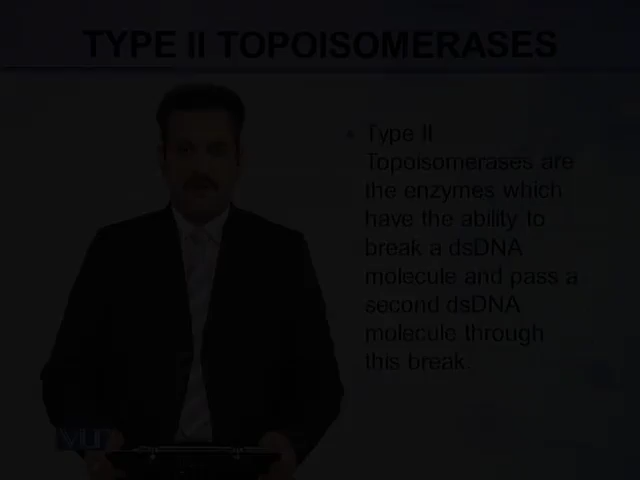 TYPE II TOPOISOMERASES
• Type II
Topoisomerases are
the enzymes which
have the ability to
break a dsDNA
molecule and pass a
second dsDNA
molecule through
this break.
VU